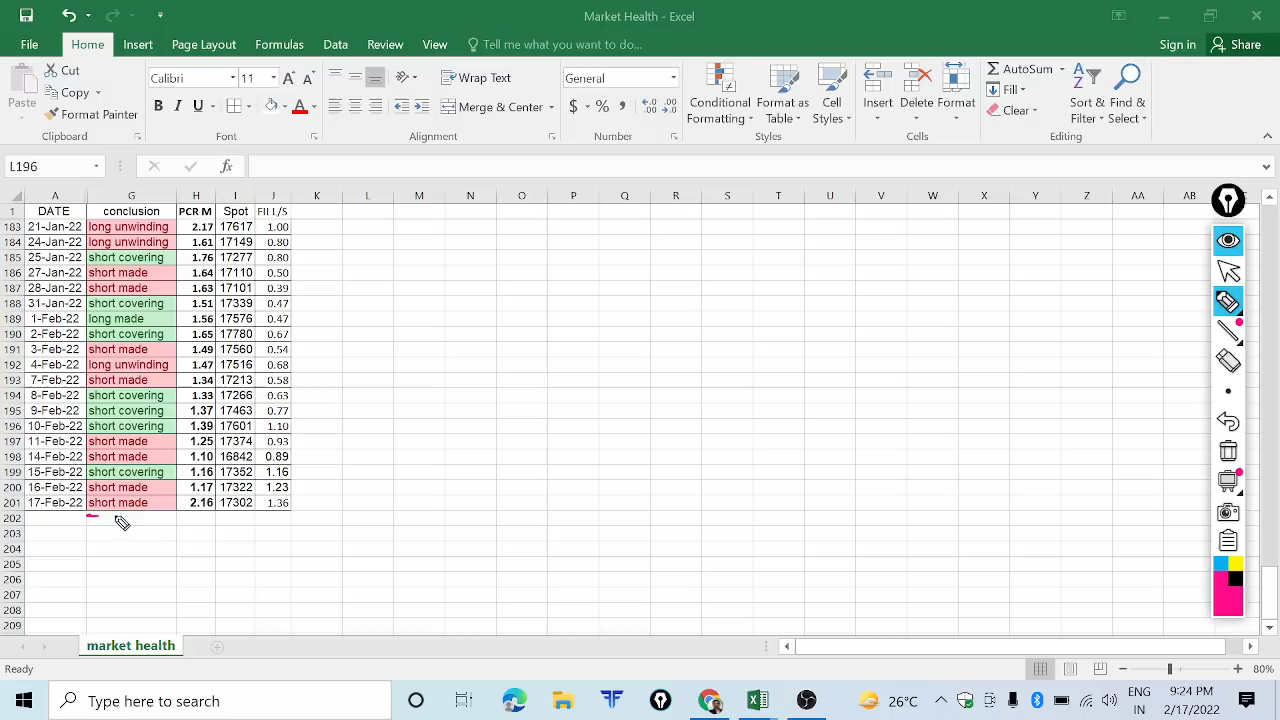 Market Health - Excel
File Home Insert Page Layout Formulas Data Review View Tell me what you want to do... Sign in Share
Paste Cut Copy Format Painter Clipboard
Calibri 11 A A B I U A Font
Wrap Text Merge & Center Alignment
General $ % , .0 .00 .00 .0 Number
Conditional Formatting Format as Table Cell Styles Styles
Insert Delete Format Cells
AutoSum Fill Clear Sort & Filter Find & Select Editing
L196 fx
A G H I J K L M N O P Q R S T U V W X Y Z AA AB
1 DATE conclusion PCR M Spot FII L/S
183 21-Jan-22 long unwinding 2.17 17617 1.00
184 24-Jan-22 long unwinding 1.61 17149 0.80
185 25-Jan-22 short covering 1.76 17277 0.80
186 27-Jan-22 short made 1.64 17110 0.50
187 28-Jan-22 short made 1.63 17101 0.39
188 31-Jan-22 short covering 1.51 17339 0.47
189 1-Feb-22 long made 1.56 17576 0.47
190 2-Feb-22 short covering 1.65 17780 0.67
191 3-Feb-22 short made 1.49 17560 0.54
192 4-Feb-22 long unwinding 1.47 17516 0.68
193 7-Feb-22 short made 1.34 17213 0.58
194 8-Feb-22 short covering 1.33 17266 0.63
195 9-Feb-22 short covering 1.37 17463 0.77
196 10-Feb-22 short covering 1.39 17601 1.10
197 11-Feb-22 short made 1.25 17374 0.93
198 14-Feb-22 short made 1.10 16842 0.89
199 15-Feb-22 short covering 1.16 17352 1.16
200 16-Feb-22 short made 1.17 17322 1.23
201 17-Feb-22 short made 2.16 17302 1.36
202
203
204
205
206
207
208
209
market health
Ready 80%
Type here to search 26°C ENG IN 9:24 PM 2/17/2022